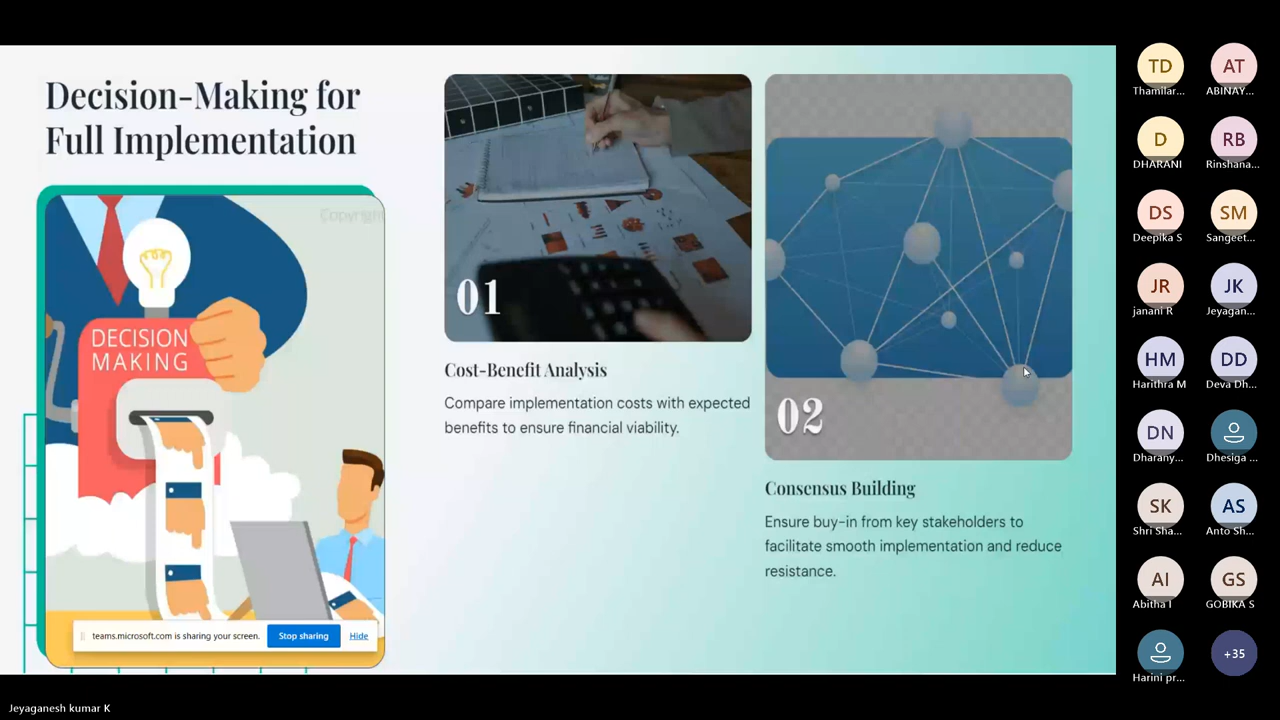 Decision-Making for
Full Implementation
Copyright
DECISION
MAKING
teams.microsoft.com is sharing your screen.
Stop sharing
Hide
01
Cost-Benefit Analysis
Compare implementation costs with expected
benefits to ensure financial viability.
02
Consensus Building
Ensure buy-in from key stakeholders to
facilitate smooth implementation and reduce
resistance.
TD
AT
Thamilar...
ABINAY...
D
RB
DHARANI
Rinshana...
DS
SM
Deepika S
Sangeet...
JR
JK
janani R
Jeyagan...
HM
DD
Harithra M
Deva Dh...
DN
Dharany...
Dhesiga ...
SK
AS
Shri Sha...
Anto Sh...
AI
GS
Abitha I
GOBIKA S
+35
Harini pr...
Jeyaganesh kumar K